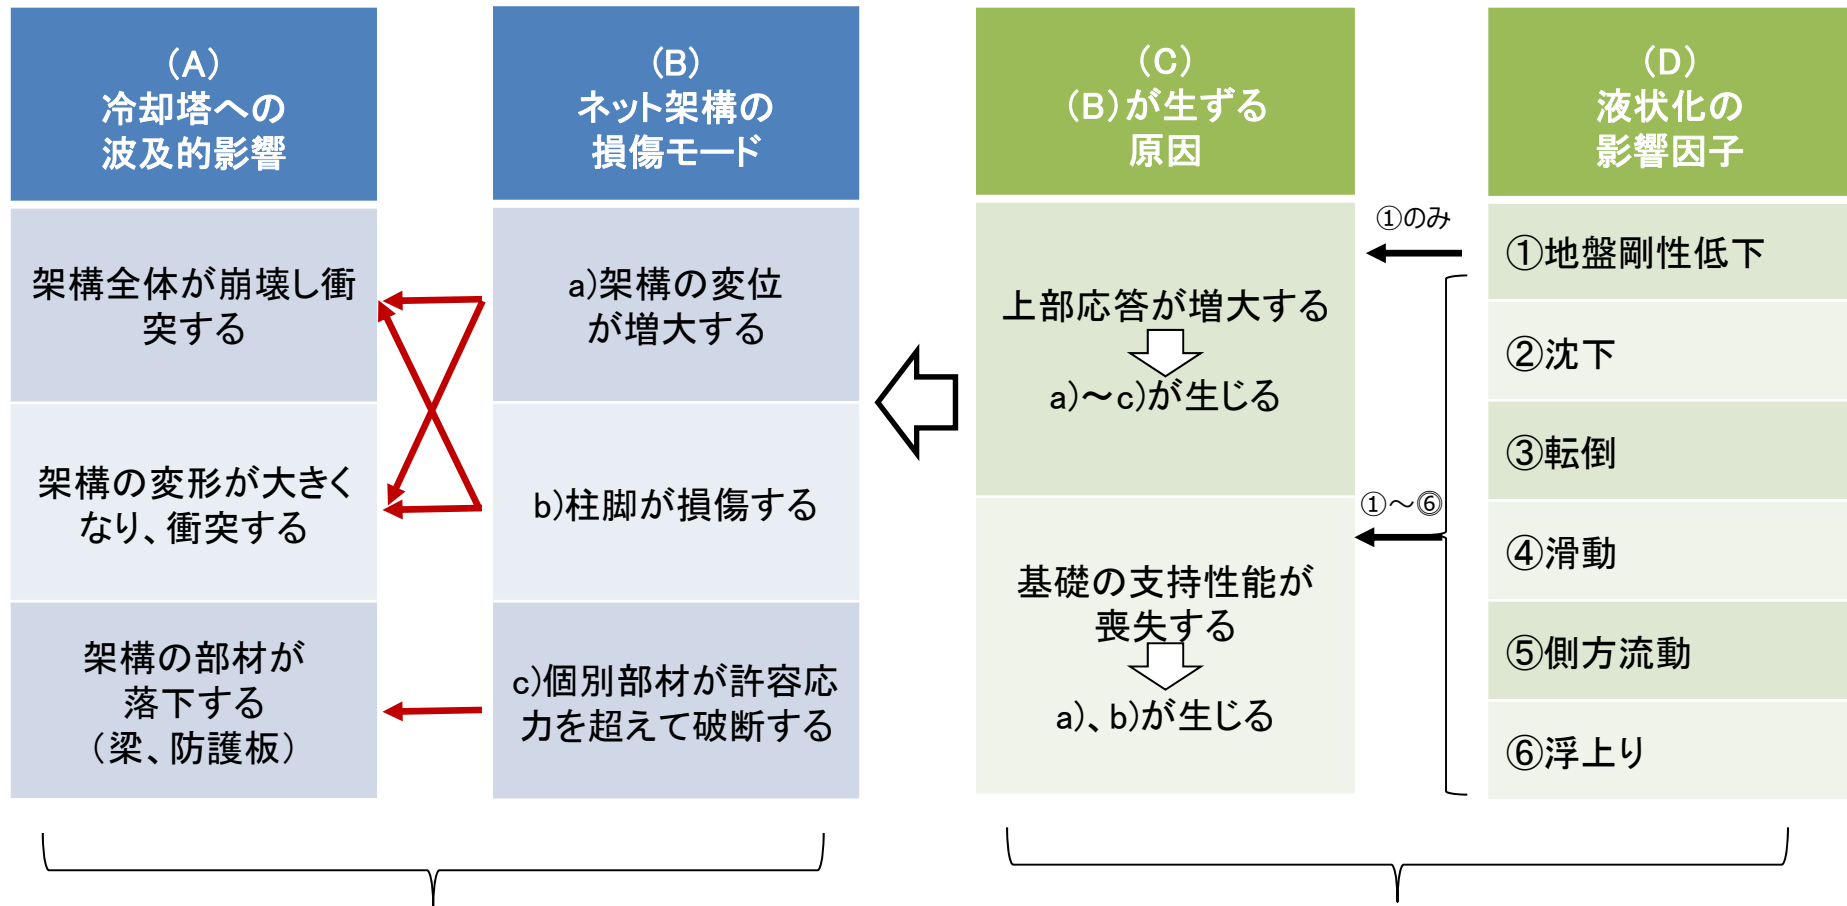 (A)
冷却塔への
波及的影響
架構全体が崩壊し衝
突する
架構の変形が大きく
なり、衝突する
架構の部材が
落下する
（梁、防護板）
(B)
ネット架構の
損傷モード
a)架構の変位
が増大する
b)柱脚が損傷する
c)個別部材が許容応
力を超えて破断する
(C)
(B)が生ずる
原因
上部応答が増大する
a)～c)が生じる
基礎の支持性能が
喪失する
a)、b)が生じる
①のみ
①～⑥
(D)
液状化の
影響因子
①地盤剛性低下
②沈下
③転倒
④滑動
⑤側方流動
⑥浮上り